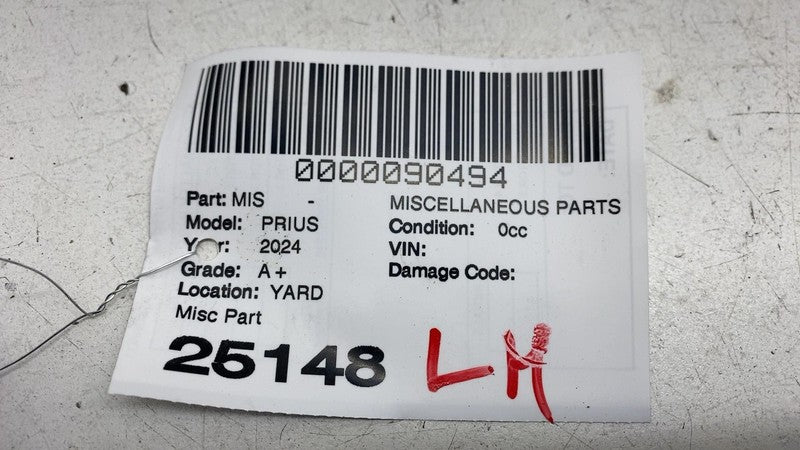 0000090494
Part: MIS - MISCELLANEOUS PARTS
Model: PRIUS Condition: 0cc
Year: 2024 VIN:
Grade: A+ Damage Code:
Location: YARD
Misc Part
25148 L-H